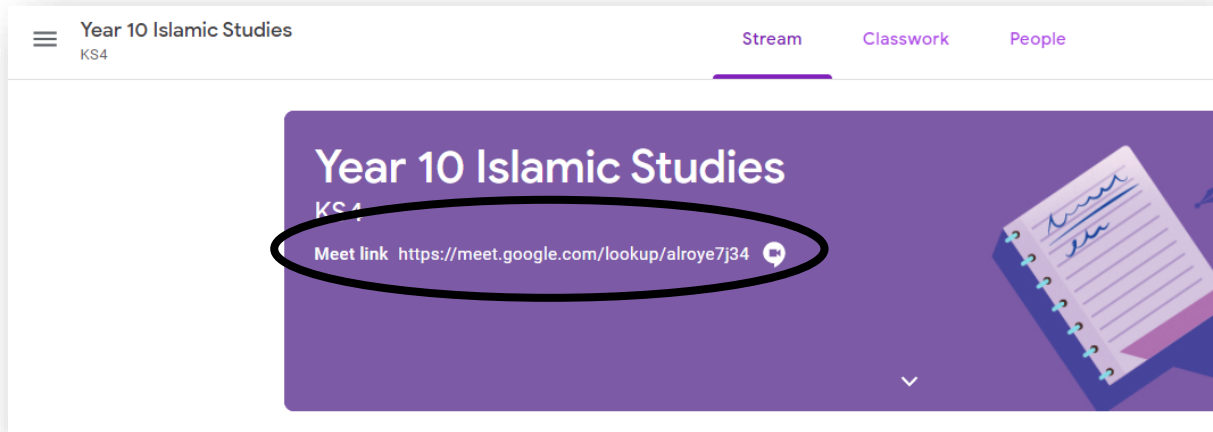 Year 10 Islamic Studies
KS4
Stream Classwork People
Year 10 Islamic Studies
KS4
Meet link https://meet.google.com/lookup/alroye7j34